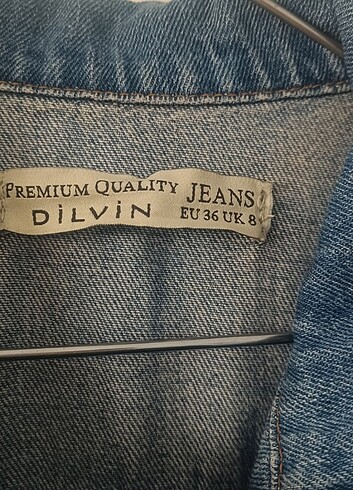 PREMIUM QUALITY JEANS
DİLVİN EU 36 UK 8